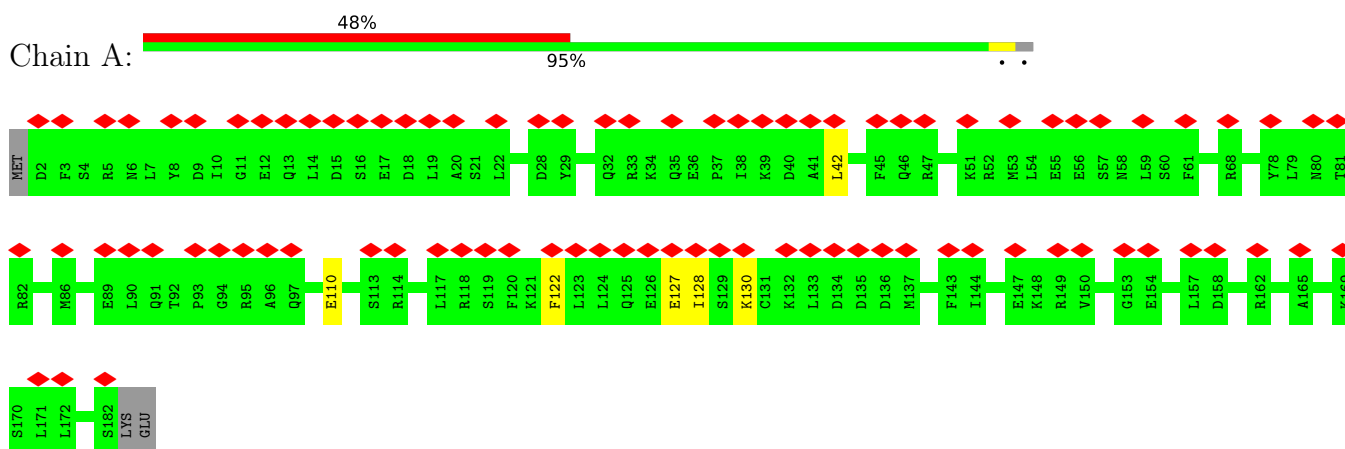 48%
Chain A:
95%
• •
MET D2 F3 S4 R5 N6 L7 Y8 D9 I10 G11 E12 Q13 L14 D15 S16 E17 D18 L19 A20 S21 L22 D28 Y29 Q32 R33 K34 Q35 E36 P37 I38 K39 D40 A41 L42 F45 Q46 R47 K51 R52 M53 L54 E55 E56 S57 N58 L59 S60 F61 R68 Y78 L79 N80 T81
R82 M86 E89 L90 Q91 T92 P93 G94 R95 A96 Q97 E110 S113 R114 L117 R118 S119 F120 K121 F122 L123 L124 Q125 E126 E127 I128 S129 K130 C131 K132 L133 D134 D135 D136 M137 F143 I144 E147 K148 R149 V150 G153 E154 L157 D158 R162 A165
S170 L171 L172 S182 LYS GLU